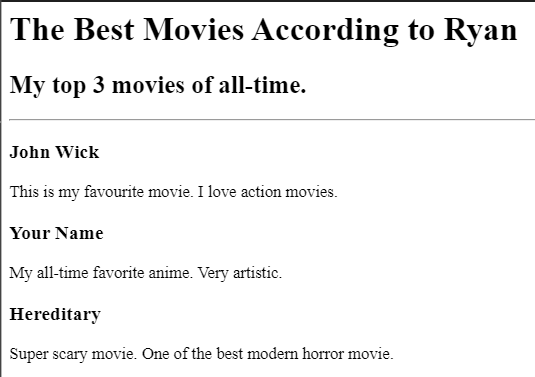 The Best Movies According to Ryan
My top 3 movies of all-time.
John Wick
This is my favourite movie. I love action movies.
Your Name
My all-time favorite anime. Very artistic.
Hereditary
Super scary movie. One of the best modern horror movie.